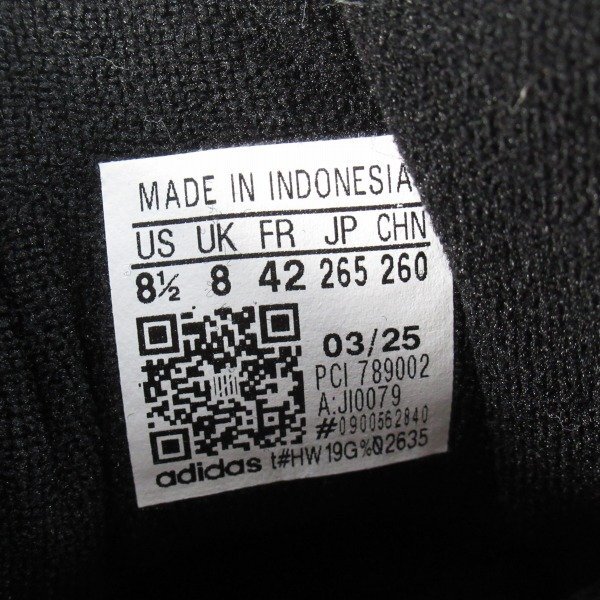 MADE IN INDONESIA
US UK FR JP CHN
8½ 8 42 265 260
03/25
PCI 789002
A:JI0079
#0900562840
adidas t#HW19G%02635